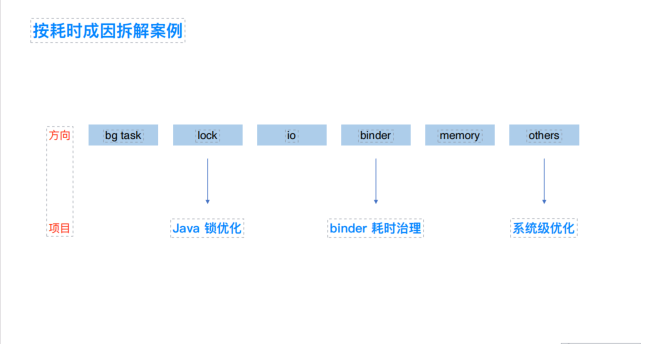 按耗时成因拆解案例
方向 bg task lock io binder memory others
项目 Java 锁优化 binder 耗时治理 系统级优化